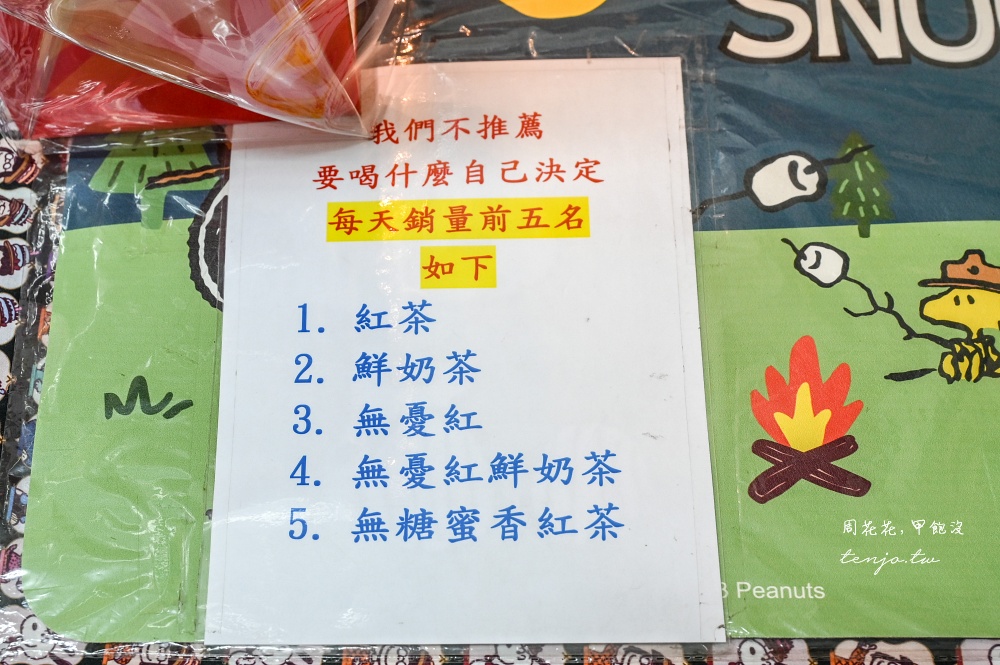 SNU
我們不推薦
要喝什麼自己決定
每天銷量前五名
如下
1. 紅茶
2. 鮮奶茶
3. 無憂紅
4. 無憂紅鮮奶茶
5. 無糖蜜香紅茶
周花花,甲飽沒
tenjo.tw
3 Peanuts